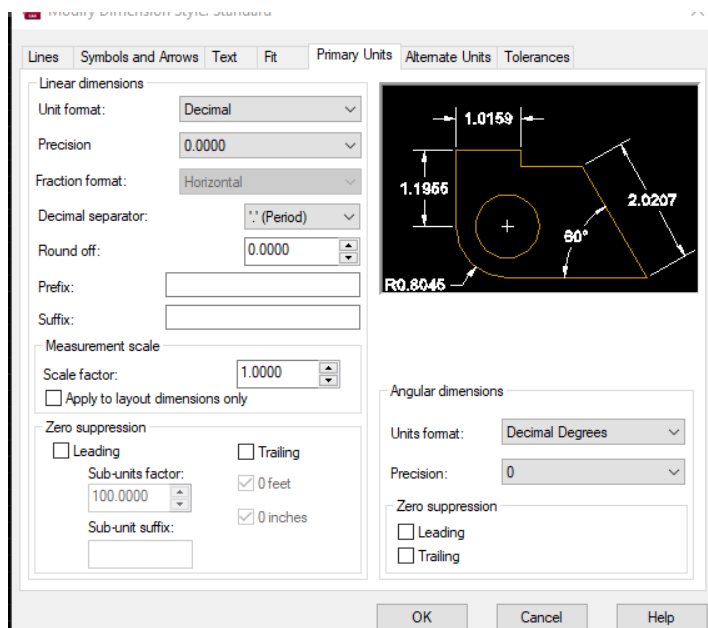 Modify Dimension Style: Standard
Lines Symbols and Arrows Text Fit Primary Units Alternate Units Tolerances
Linear dimensions
Unit format: Decimal
Precision 0.0000
Fraction format: Horizontal
Decimal separator: '.' (Period)
Round off: 0.0000
Prefix:
Suffix:
Measurement scale
Scale factor: 1.0000
Apply to layout dimensions only
Zero suppression
Leading Trailing
Sub-units factor: 0 feet
100.0000
0 inches
Sub-unit suffix:
1.0159
1.1955
2.0207
60°
R0.8045
Angular dimensions
Units format: Decimal Degrees
Precision: 0
Zero suppression
Leading
Trailing
OK Cancel Help